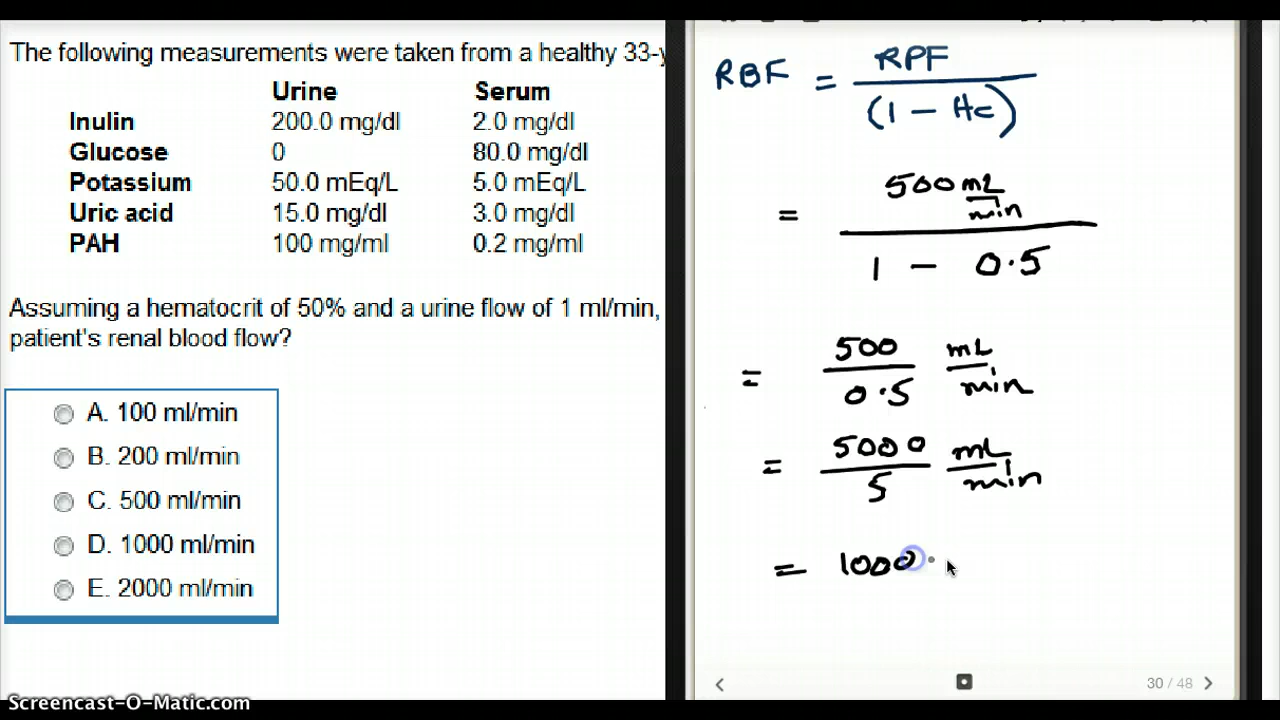 The following measurements were taken from a healthy 33-y
Urine Serum
Inulin 200.0 mg/dl 2.0 mg/dl
Glucose 0 80.0 mg/dl
Potassium 50.0 mEq/L 5.0 mEq/L
Uric acid 15.0 mg/dl 3.0 mg/dl
PAH 100 mg/ml 0.2 mg/ml
Assuming a hematocrit of 50% and a urine flow of 1 ml/min,
patient's renal blood flow?
A. 100 ml/min
B. 200 ml/min
C. 500 ml/min
D. 1000 ml/min
E. 2000 ml/min
Screencast-O-Matic.com
RBF = RPF
(1 - Hc)
= 500 mL
min
1 - 0.5
= 500 mL
0.5 min
= 5000 mL
5 min
= 1000
30 / 48